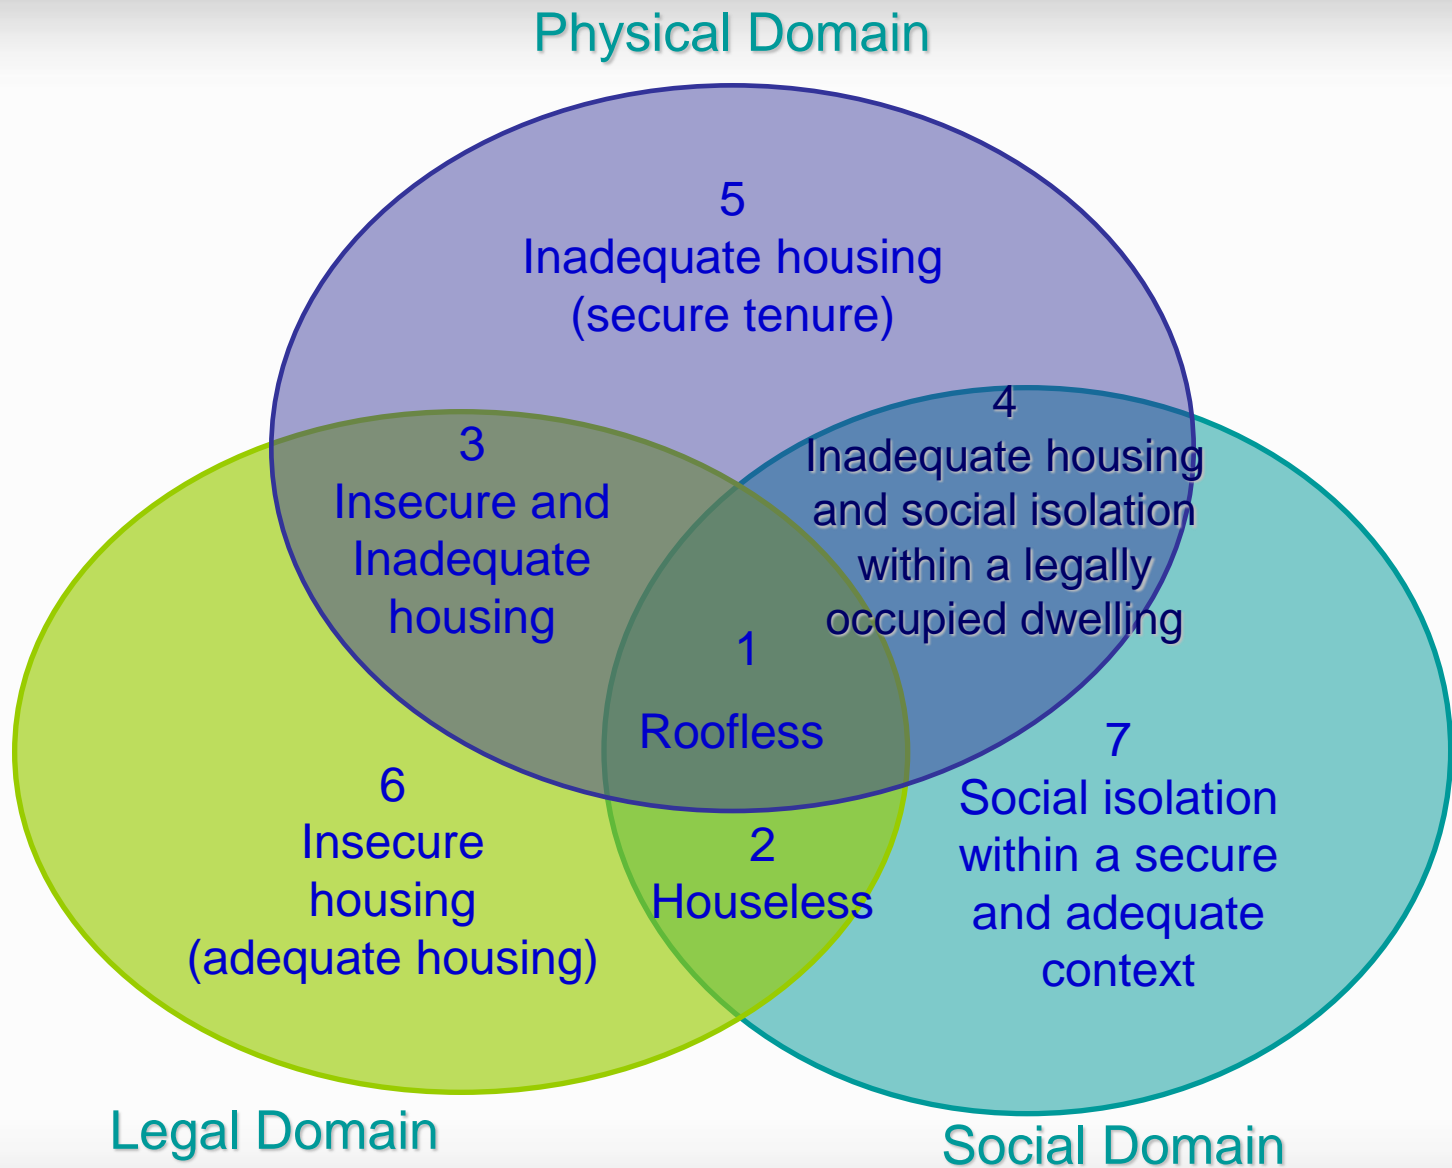 Physical Domain
5
Inadequate housing
(secure tenure)
4
Inadequate housing
and social isolation
within a legally
occupied dwelling
3
Insecure and
Inadequate
housing
1
Roofless
7
Social isolation
within a secure
and adequate
context
6
Insecure
housing
(adequate housing)
2
Houseless
Legal Domain
Social Domain